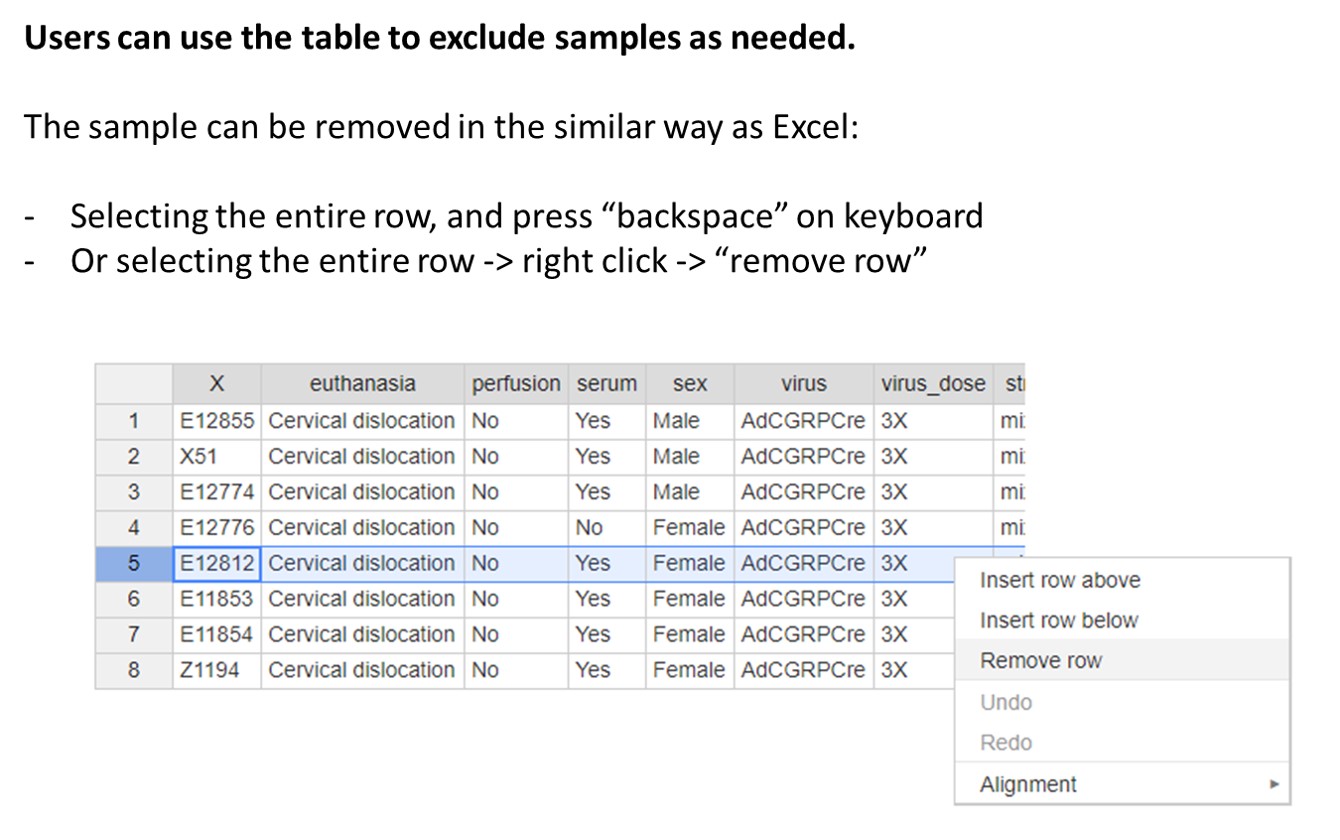 Users can use the table to exclude samples as needed.
The sample can be removed in the similar way as Excel:
- Selecting the entire row, and press “backspace” on keyboard
- Or selecting the entire row -> right click -> “remove row”
X euthanasia perfusion serum sex virus virus_dose
1 E12855 Cervical dislocation No Yes Male AdCGRPCre 3X
2 X51 Cervical dislocation No Yes Male AdCGRPCre 3X
3 E12774 Cervical dislocation No Yes Male AdCGRPCre 3X
4 E12776 Cervical dislocation No No Female AdCGRPCre 3X
5 E12812 Cervical dislocation No Yes Female AdCGRPCre 3X
6 E11853 Cervical dislocation No Yes Female AdCGRPCre 3X
7 E11854 Cervical dislocation No Yes Female AdCGRPCre 3X
8 Z1194 Cervical dislocation No Yes Female AdCGRPCre 3X
Insert row above
Insert row below
Remove row
Undo
Redo
Alignment